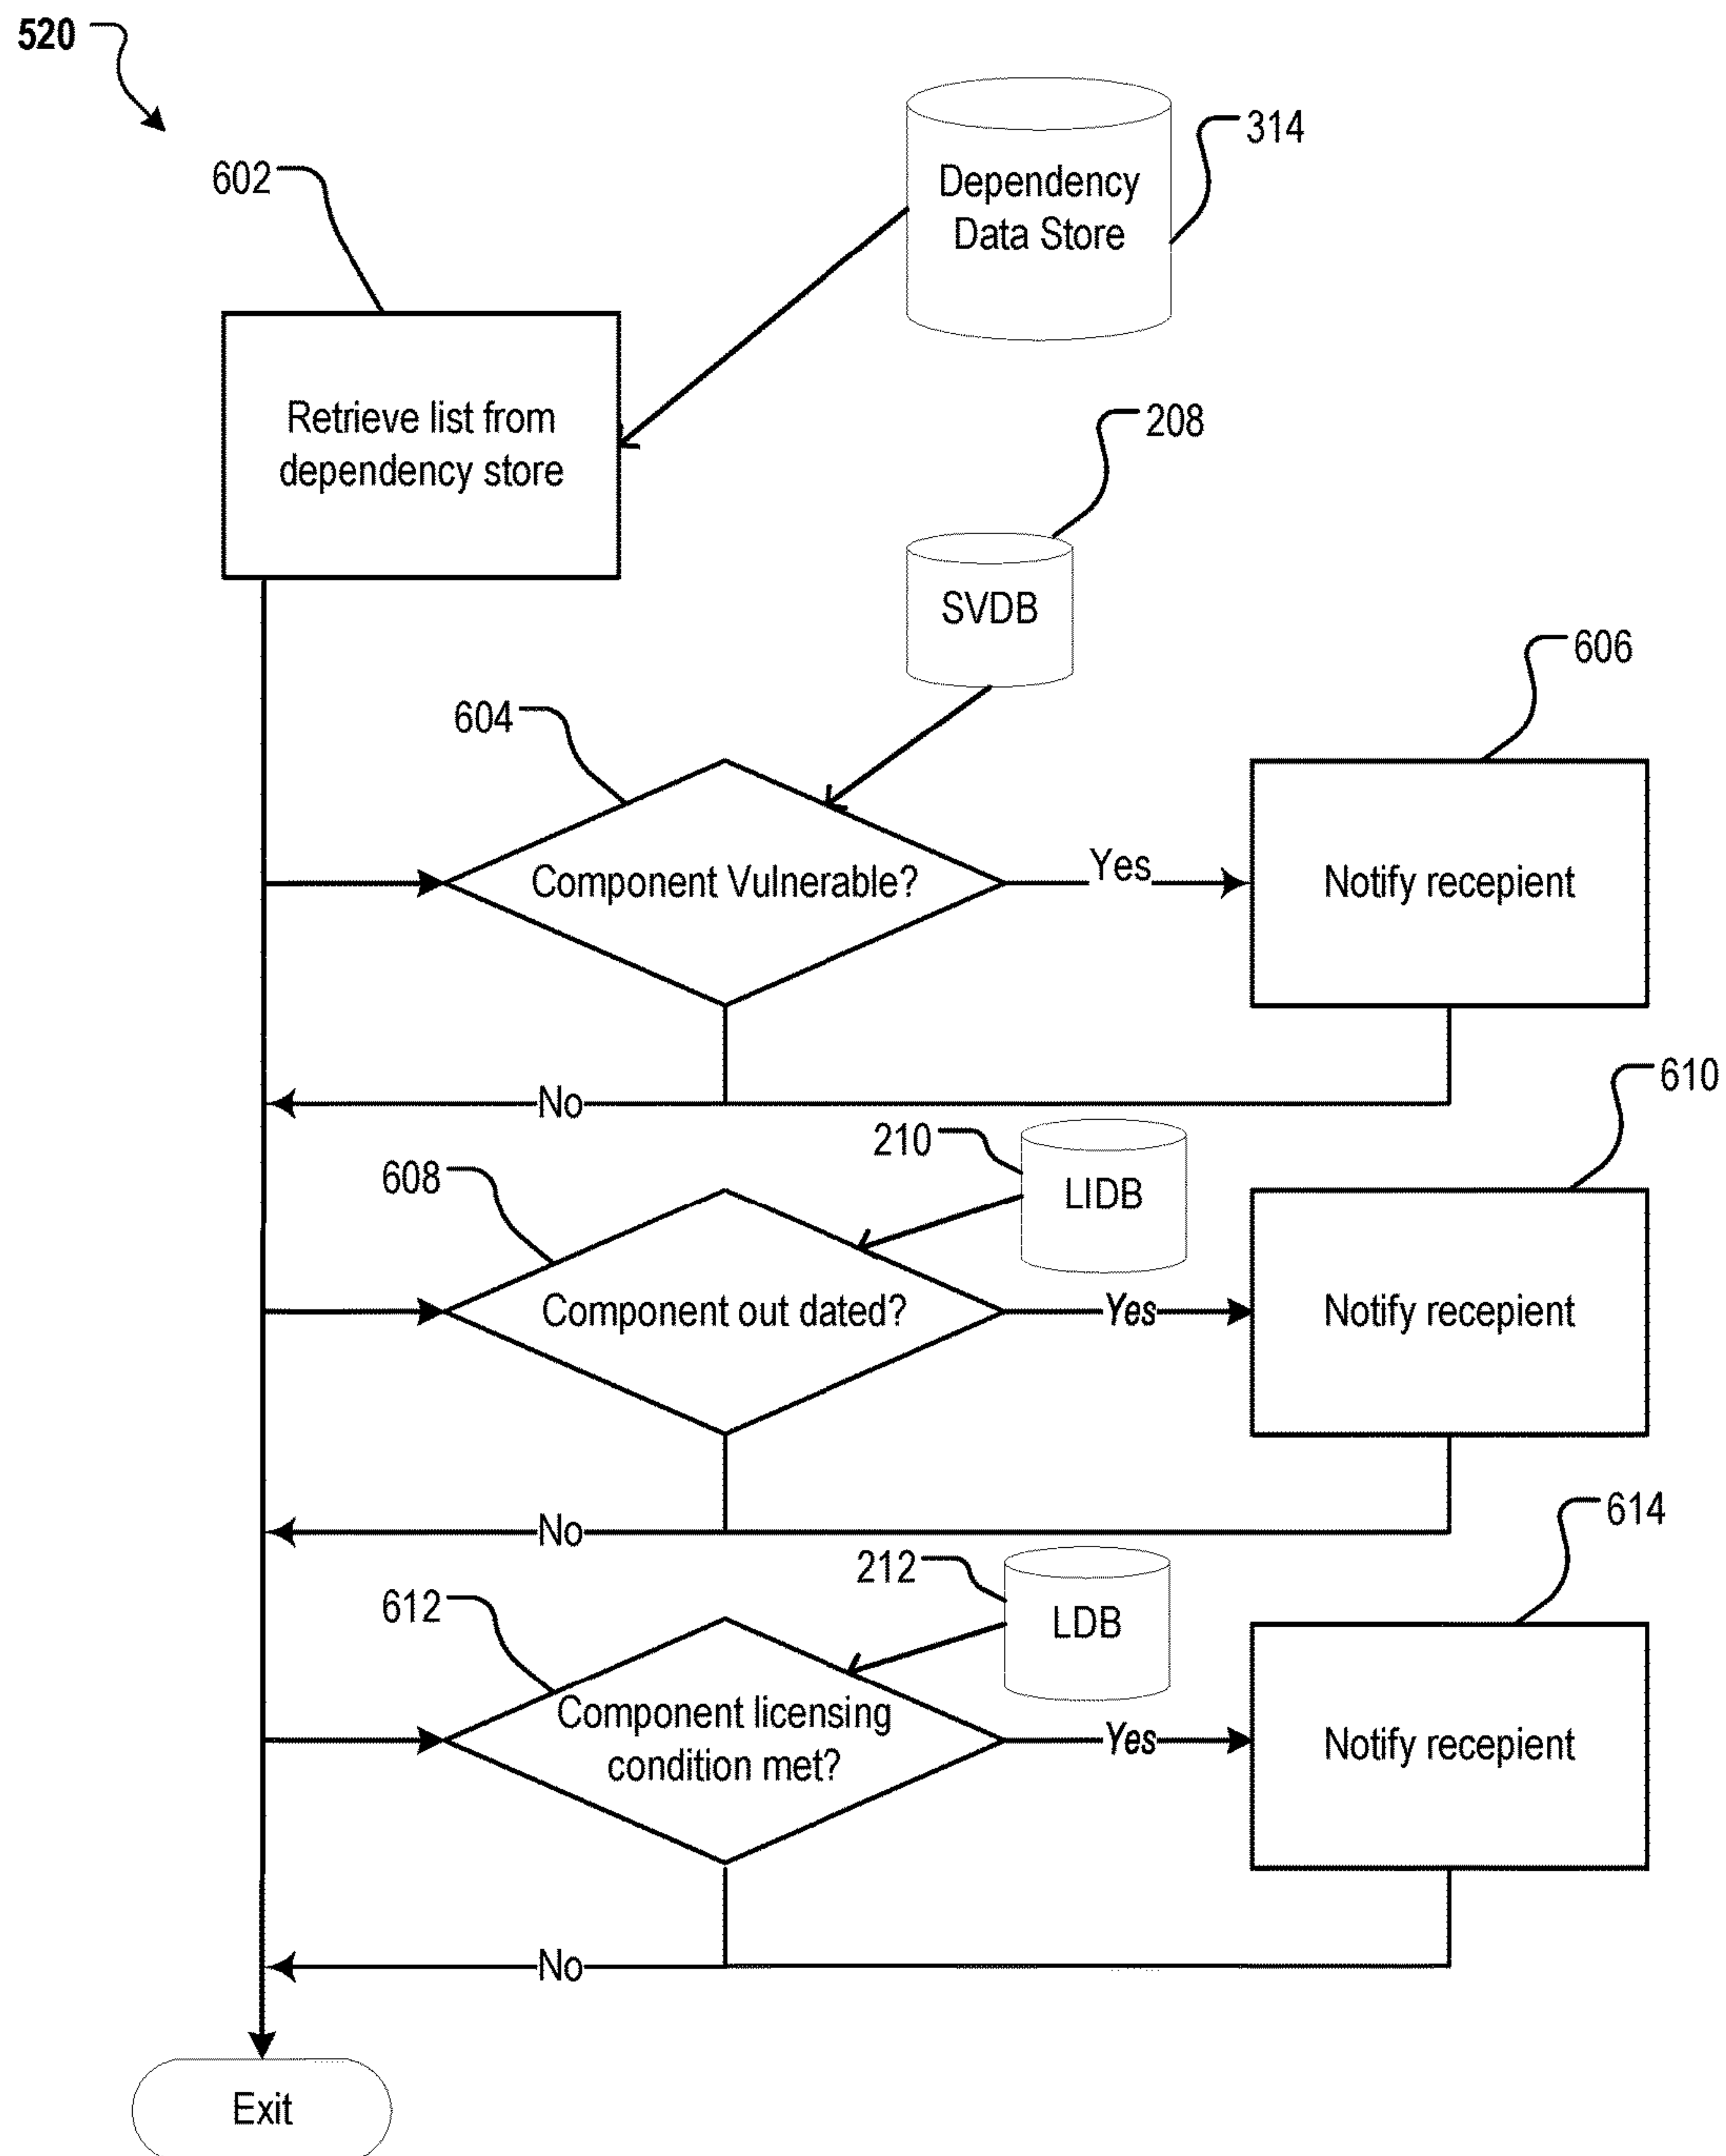 520
314
Dependency
Data Store
602
Retrieve list from
dependency store
208
SVDB
606
604
Component Vulnerable?
Yes
Notify recepient
No
610
210
LIDB
608
Component out dated?
Yes
Notify recepient
No
614
212
LDB
612
Component licensing
condition met?
Yes
Notify recepient
No
Exit